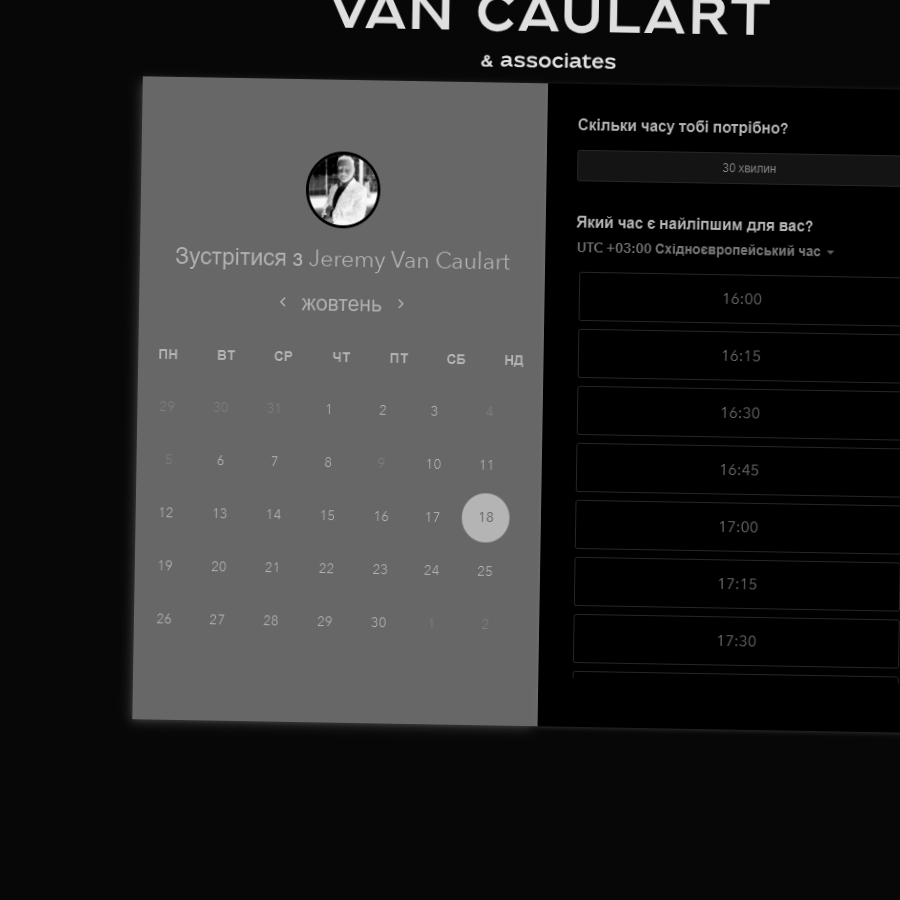 VAN CAULART
& associates
Зустрітися з Jeremy Van Caulart
жовтень
ПН ВТ СР ЧТ ПТ СБ НД
29 30 31 1 2 3 4
5 6 7 8 9 10 11
12 13 14 15 16 17 18
19 20 21 22 23 24 25
26 27 28 29 30 1 2
Скільки часу тобі потрібно?
30 хвилин
Який час є найліпшим для вас?
UTC +03:00 Східноєвропейський час
16:00
16:15
16:30
16:45
17:00
17:15
17:30